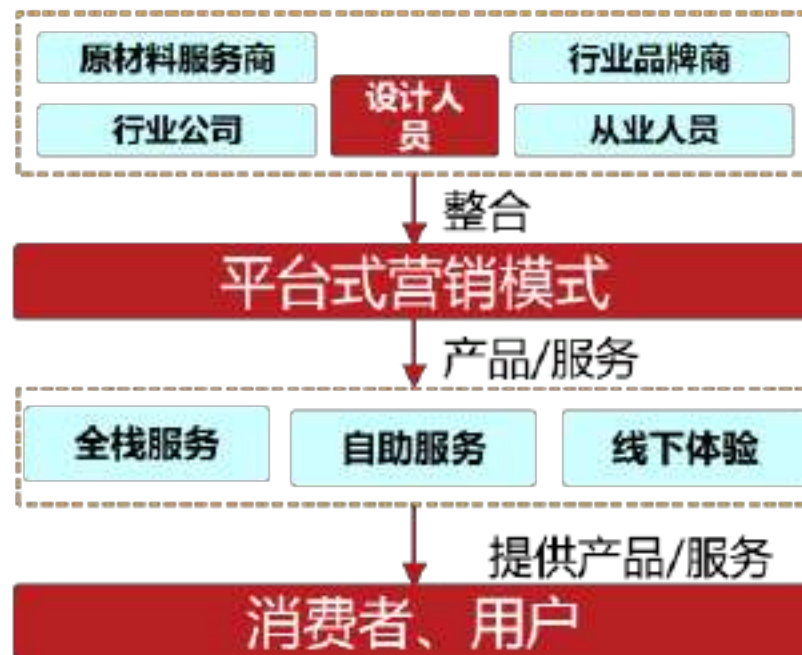 原材料服务商
行业品牌商
设计人
员
行业公司
从业人员
整合
平台式营销模式
产品/服务
全栈服务
自助服务
线下体验
提供产品/服务
消费者、用户